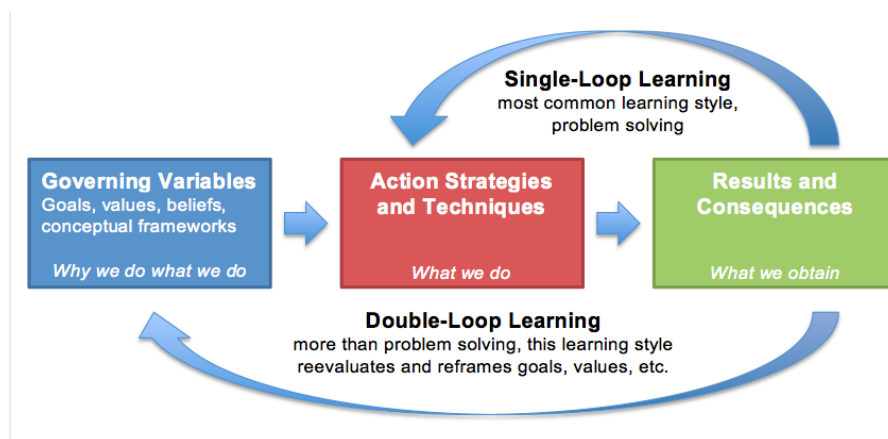 Single-Loop Learning
most common learning style,
problem solving
Governing Variables
Goals, values, beliefs,
conceptual frameworks
Why we do what we do
Action Strategies
and Techniques
What we do
Results and
Consequences
What we obtain
Double-Loop Learning
more than problem solving, this learning style
reevaluates and reframes goals, values, etc.